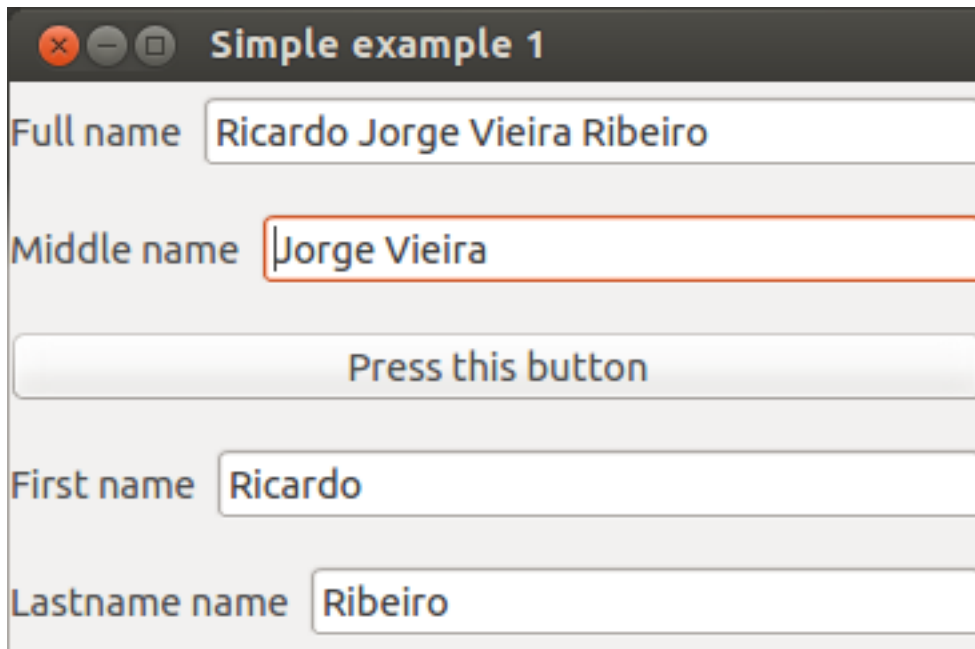 Simple example 1
Full name Ricardo Jorge Vieira Ribeiro
Middle name Jorge Vieira
Press this button
First name Ricardo
Lastname name Ribeiro